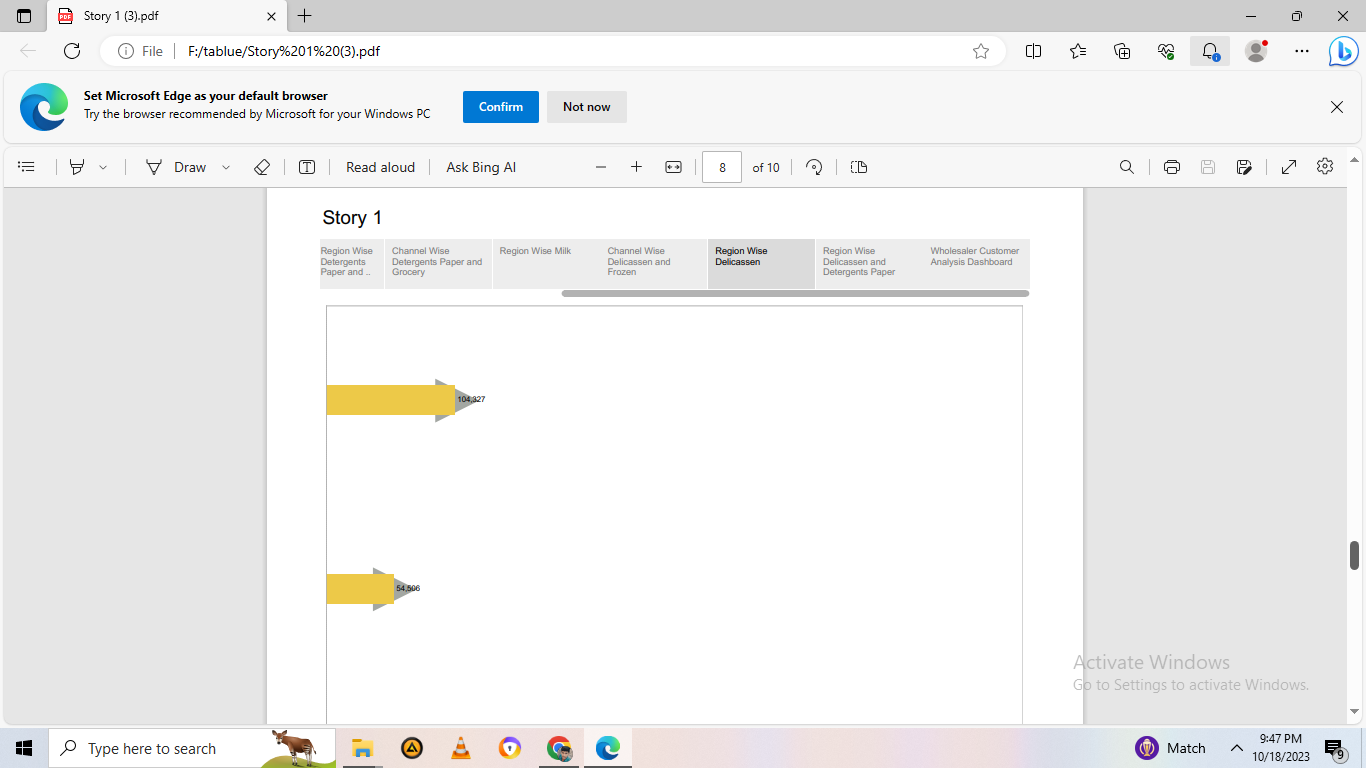 Story 1 (3).pdf
File
F:/tablue/Story%201%20(3).pdf
Set Microsoft Edge as your default browser
Try the browser recommended by Microsoft for your Windows PC
Confirm
Not now
Draw
Read aloud
Ask Bing AI
8
of 10
Story 1
Region Wise
Detergents
Paper and ..
Channel Wise
Detergents Paper and
Grocery
Region Wise Milk
Channel Wise
Delicassen and
Frozen
Region Wise
Delicassen
Region Wise
Delicassen and
Detergents Paper
Wholesaler Customer
Analysis Dashboard
104,327
54,506
Activate Windows
Go to Settings to activate Windows.
Type here to search
Match
9:47 PM
10/18/2023
9